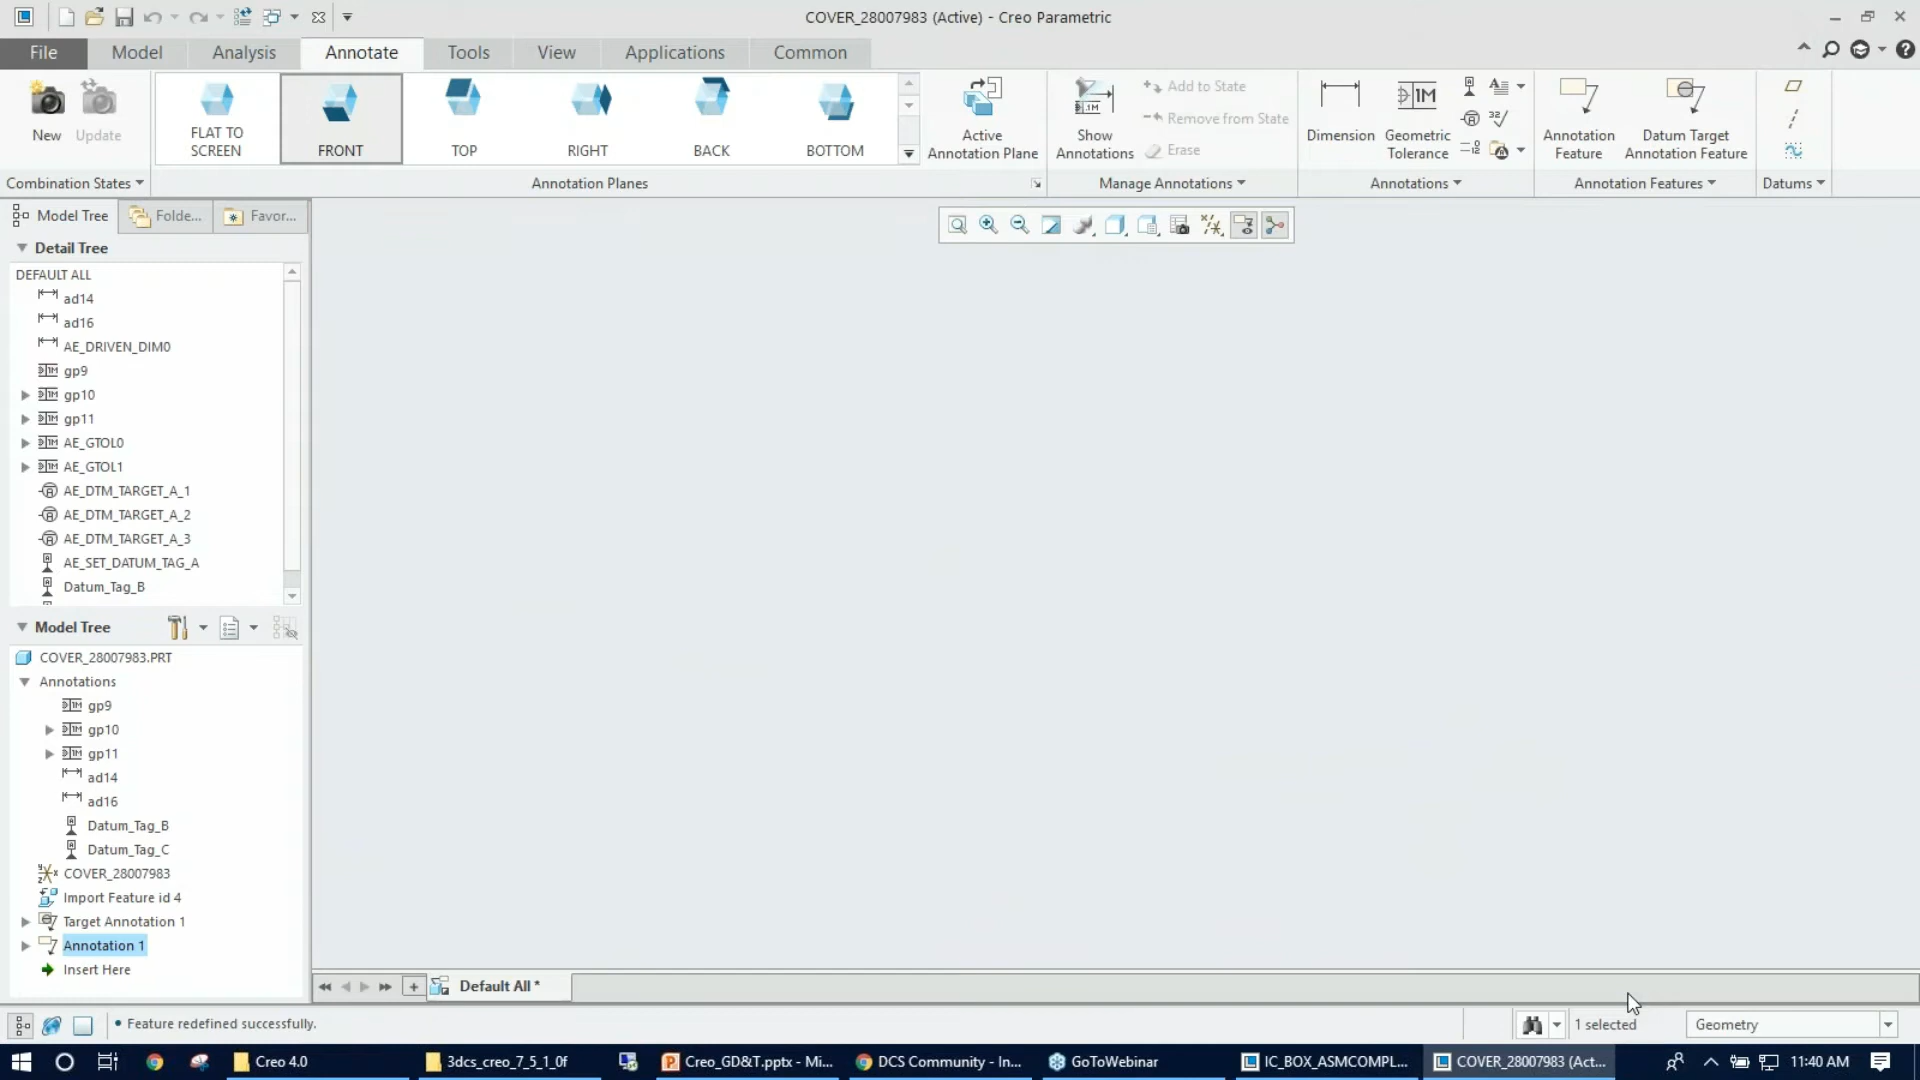 COVER_28007983 (Active) - Creo Parametric
File Model Analysis Annotate Tools View Applications Common
New
Update
Combination States
FLAT TO SCREEN
FRONT
TOP
RIGHT
BACK
BOTTOM
Annotation Planes
Active Annotation Plane
Show Annotations
Add to State
Remove from State
Erase
Manage Annotations
Dimension
Geometric Tolerance
Annotations
Annotation Feature
Datum Target Annotation Feature
Annotation Features
Datums
Model Tree Folde... Favor...
Detail Tree
DEFAULT ALL
ad14
ad16
AE_DRIVEN_DIM0
gp9
gp10
gp11
AE_GTOL0
AE_GTOL1
AE_DTM_TARGET_A_1
AE_DTM_TARGET_A_2
AE_DTM_TARGET_A_3
AE_SET_DATUM_TAG_A
Datum_Tag_B
Model Tree
COVER_28007983.PRT
Annotations
gp9
gp10
gp11
ad14
ad16
Datum_Tag_B
Datum_Tag_C
COVER_28007983
Import Feature id 4
Target Annotation 1
Annotation 1
Insert Here
Default All *
• Feature redefined successfully.
1 selected
Geometry
Creo 4.0
3dcs_creo_7_5_1_0f
Creo_GD&T.pptx - Mi...
DCS Community - In...
GoToWebinar
IC_BOX_ASMCOMPL...
COVER_28007983 (Act...
11:40 AM